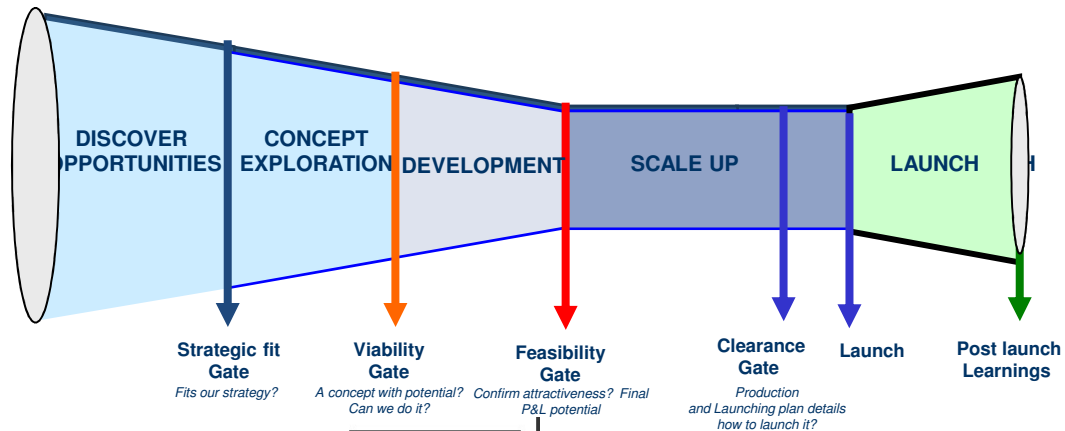 DISCOVER
OPPORTUNITIES
CONCEPT
EXPLORATION
DEVELOPMENT
SCALE UP
LAUNCH
H
Strategic fit
Gate
Fits our strategy?
Viability
Gate
A concept with potential?
Can we do it?
Feasibility
Gate
Confirm attractiveness? Final
P&L potential
Clearance
Gate
Production
and Launching plan details
how to launch it?
Launch
Post launch
Learnings